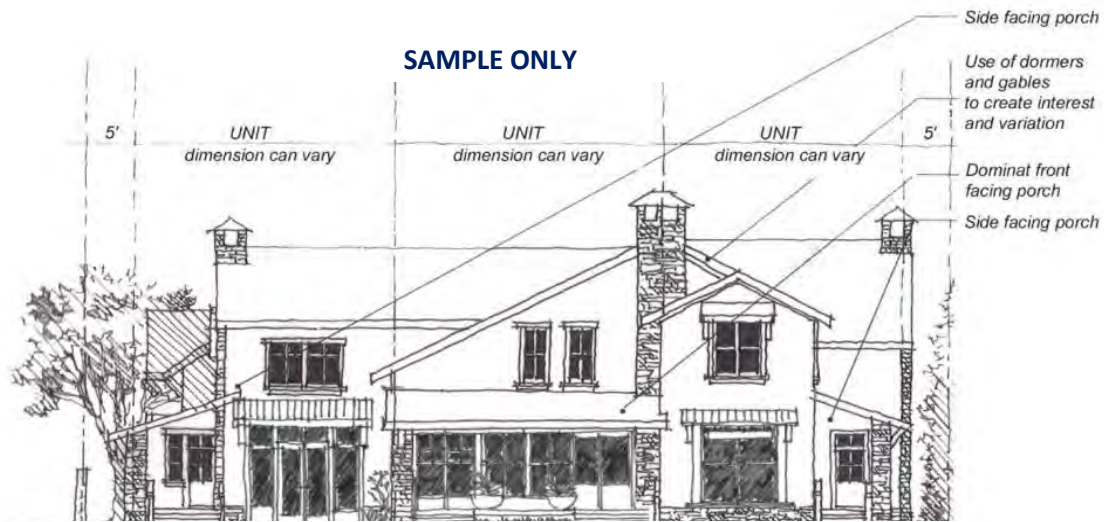 SAMPLE ONLY
Side facing porch
Use of dormers
and gables
to create interest
and variation
5'
UNIT
dimension can vary
UNIT
dimension can vary
UNIT
dimension can vary
5'
Dominat front
facing porch
Side facing porch